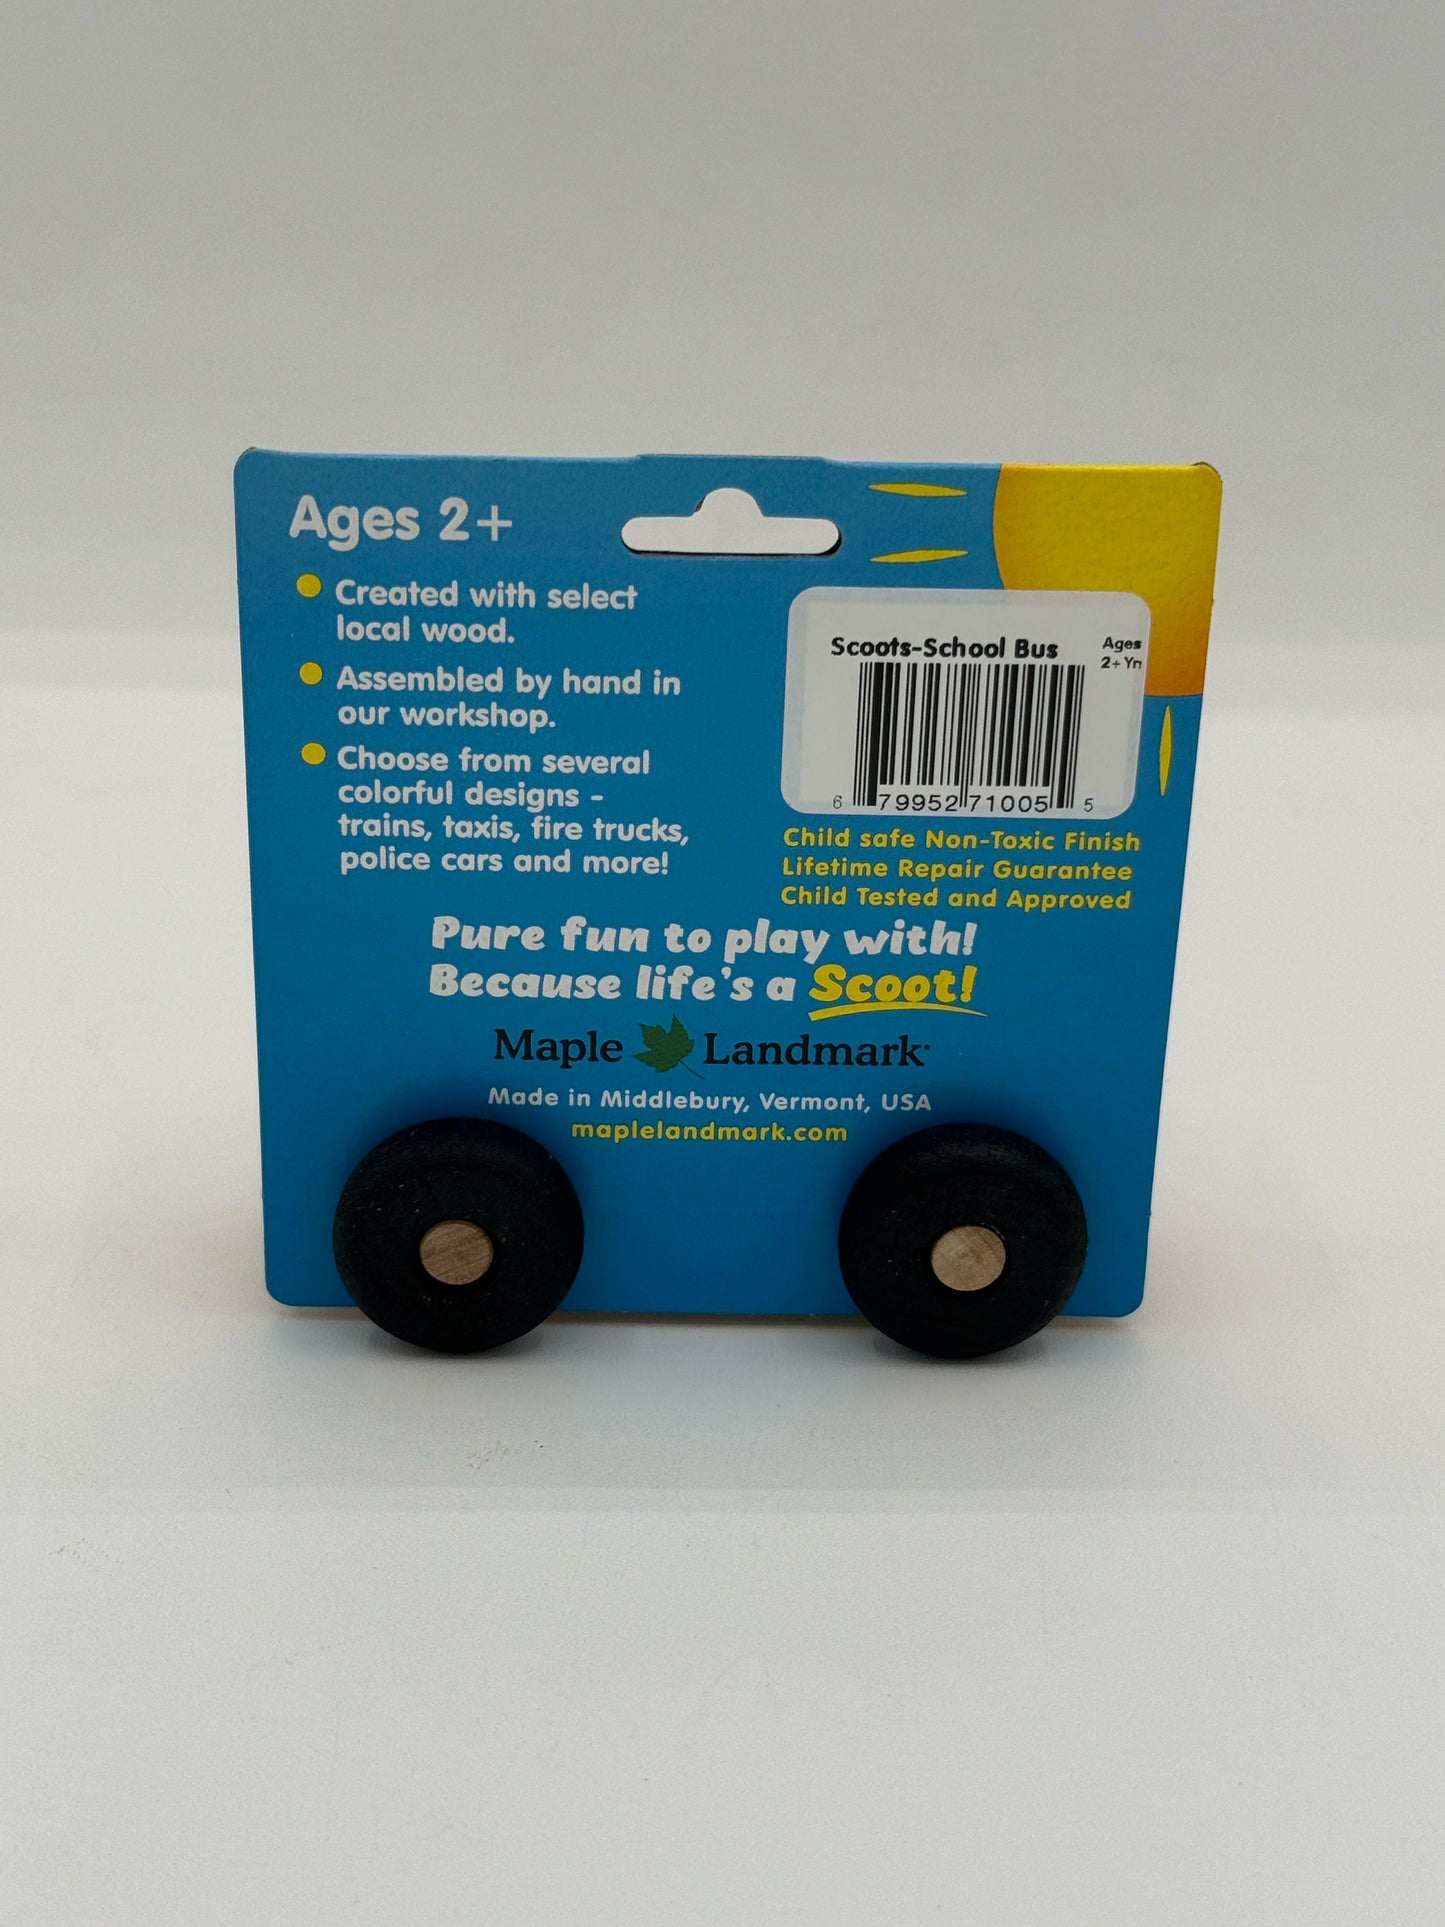 Ages 2+
Created with select
local wood.
Assembled by hand in
our workshop.
Choose from several
colorful designs -
trains, taxis, fire trucks,
police cars and more!
Scoots-School Bus
Ages
2+ Yr
6 79952 71005 5
Child safe Non-Toxic Finish
Lifetime Repair Guarantee
Child Tested and Approved
Pure fun to play with!
Because life's a Scoot!
Maple Landmark
Made in Middlebury, Vermont, USA
maplelandmark.com